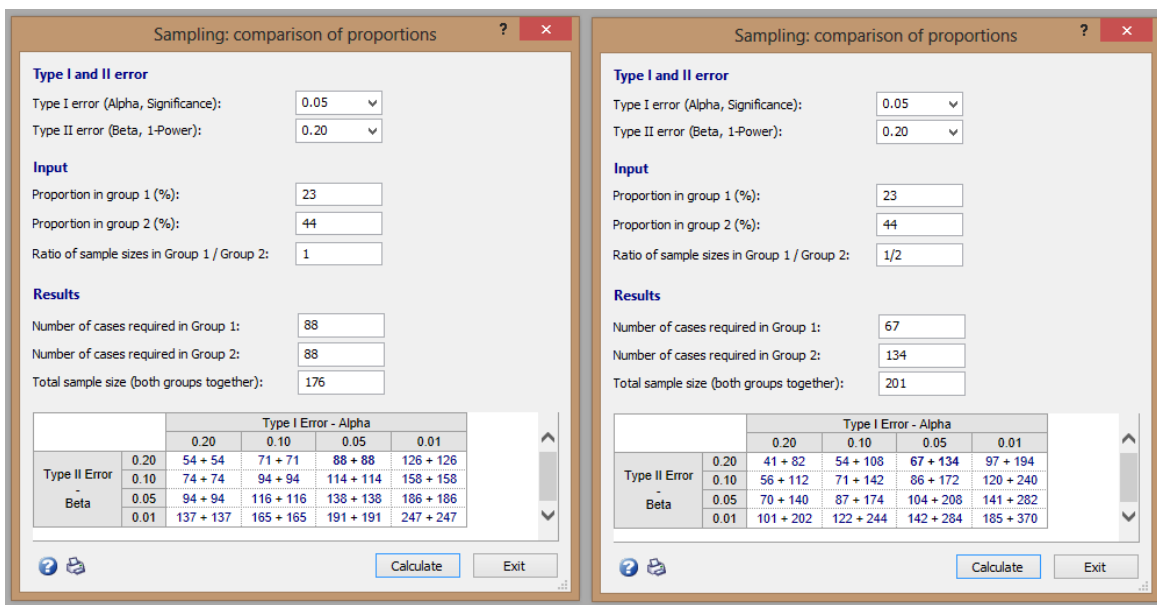 Sampling: comparison of proportions ? ×
Type I and II error
Type I error (Alpha, Significance): 0.05
Type II error (Beta, 1-Power): 0.20
Input
Proportion in group 1 (%): 23
Proportion in group 2 (%): 44
Ratio of sample sizes in Group 1 / Group 2: 1
Results
Number of cases required in Group 1: 88
Number of cases required in Group 2: 88
Total sample size (both groups together): 176
Type I Error - Alpha
0.20 0.10 0.05 0.01
Type II Error - Beta
0.20 54 + 54 71 + 71 88 + 88 126 + 126
0.10 74 + 74 94 + 94 114 + 114 158 + 158
0.05 94 + 94 116 + 116 138 + 138 186 + 186
0.01 137 + 137 165 + 165 191 + 191 247 + 247
? Calculate Exit
Sampling: comparison of proportions ? ×
Type I and II error
Type I error (Alpha, Significance): 0.05
Type II error (Beta, 1-Power): 0.20
Input
Proportion in group 1 (%): 23
Proportion in group 2 (%): 44
Ratio of sample sizes in Group 1 / Group 2: 1/2
Results
Number of cases required in Group 1: 67
Number of cases required in Group 2: 134
Total sample size (both groups together): 201
Type I Error - Alpha
0.20 0.10 0.05 0.01
Type II Error - Beta
0.20 41 + 82 54 + 108 67 + 134 97 + 194
0.10 56 + 112 71 + 142 86 + 172 120 + 240
0.05 70 + 140 87 + 174 104 + 208 141 + 282
0.01 101 + 202 122 + 244 142 + 284 185 + 370
? Calculate Exit